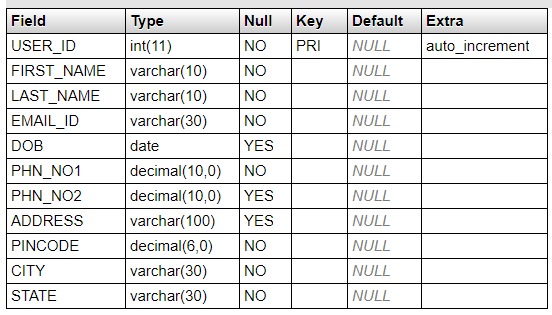 Field Type Null Key Default Extra
USER_ID int(11) NO PRI NULL auto_increment
FIRST_NAME varchar(10) NO NULL
LAST_NAME varchar(10) NO NULL
EMAIL_ID varchar(30) NO NULL
DOB date YES NULL
PHN_NO1 decimal(10,0) NO NULL
PHN_NO2 decimal(10,0) YES NULL
ADDRESS varchar(100) YES NULL
PINCODE decimal(6,0) NO NULL
CITY varchar(30) NO NULL
STATE varchar(30) NO NULL